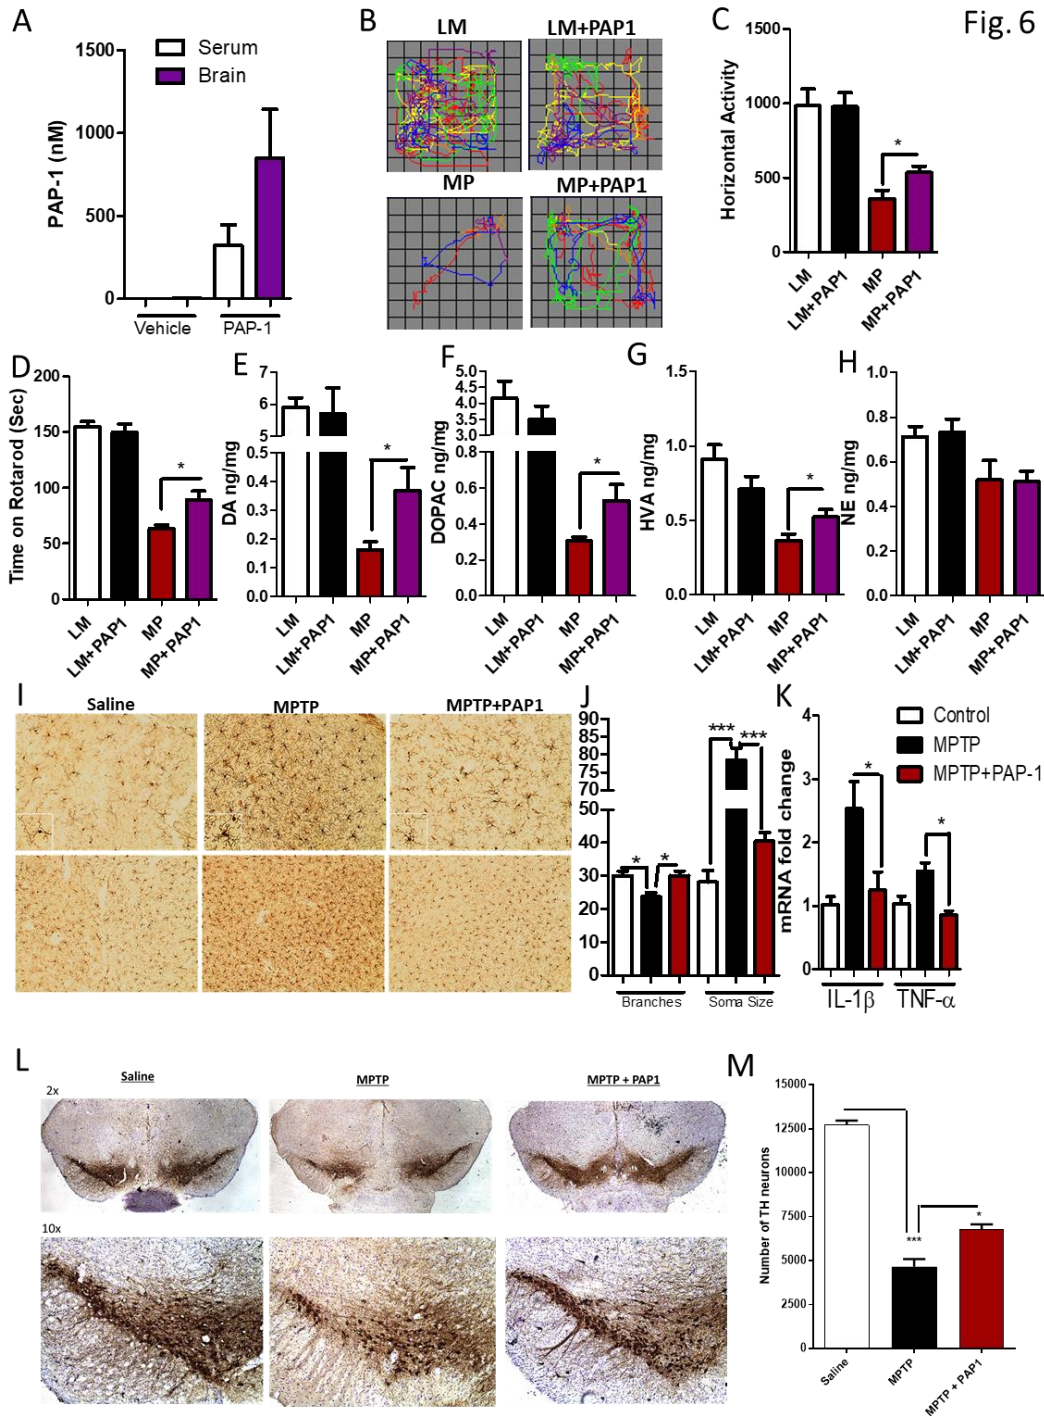 Fig. 6
A
1500
1000
500
0
PAP-1 (nM)
Serum
Brain
Vehicle
PAP-1
B
LM
LM+PAP1
MP
MP+PAP1
C
1500
1000
500
0
Horizontal Activity
LM
LM+PAP1
MP
MP+PAP1
*
D
200
150
100
50
0
Time on Rotarod (Sec)
LM
LM+PAP1
MP
MP+PAP1
*
E
7
6
5
0.5
0.4
0.3
0.2
0.1
0.0
DA ng/mg
LM
LM+PAP1
MP
MP+PAP1
*
F
5.0
4.5
4.0
3.5
3.0
0.8
0.6
0.4
0.2
0.0
DOPAC ng/mg
LM
LM+PAP1
MP
MP+PAP1
*
G
1.5
1.0
0.5
0.0
HVA ng/mg
LM
LM+PAP1
MP
MP+PAP1
*
H
1.0
0.8
0.6
0.4
0.2
0.0
NE ng/mg
LM
LM+PAP1
MP
MP+PAP1
I
Saline
MPTP
MPTP+PAP1
J
90
85
80
75
70
50
40
30
20
10
0
*
*
***
***
Branches
Soma Size
K
4
3
2
1
0
mRNA fold change
Control
MPTP
MPTP+PAP-1
*
*
IL-1β
TNF-α
L
Saline
MPTP
MPTP + PAP1
2x
10x
M
15000
12500
10000
7500
5000
2500
0
Number of TH neurons
***
*
Saline
MPTP
MPTP + PAP1